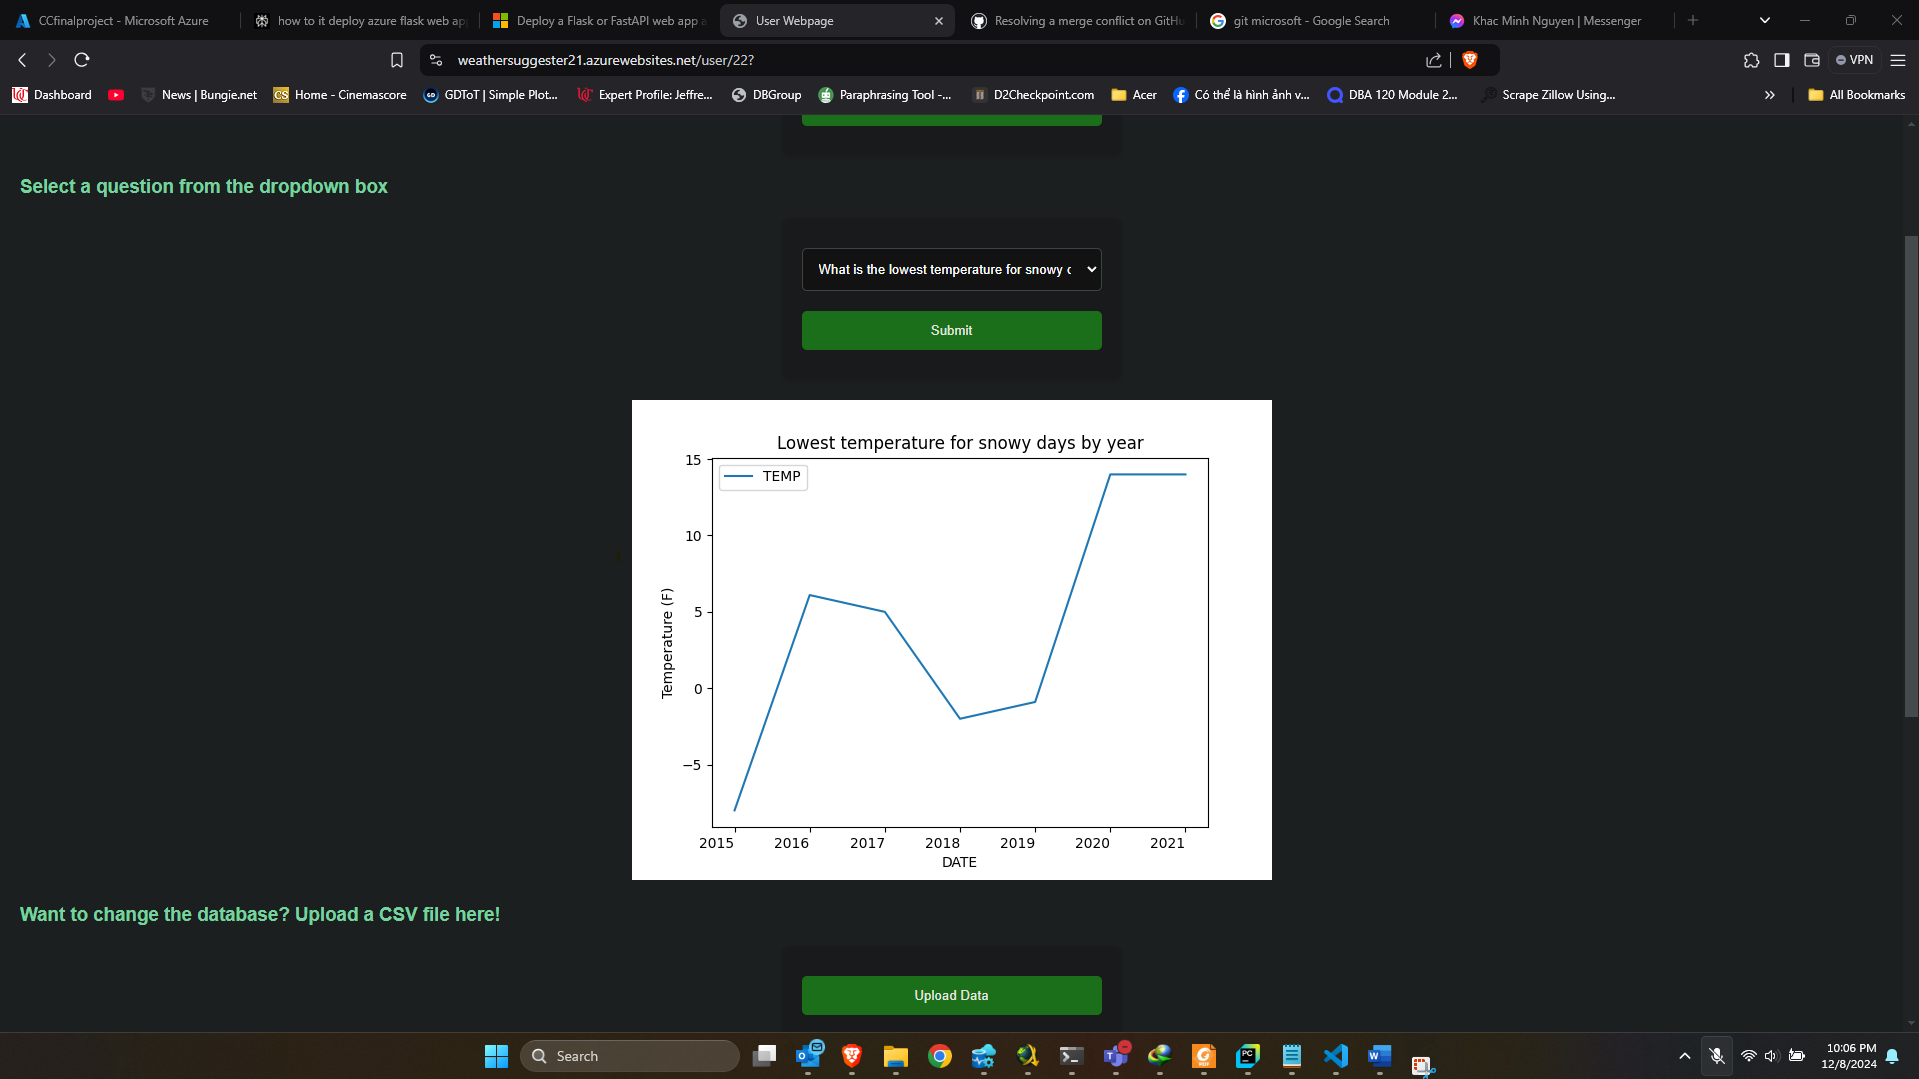 CCfinalproject - Microsoft Azure
how to it deploy azure flask web ap
Deploy a Flask or FastAPI web app a
User Webpage
Resolving a merge conflict on GitHu
git microsoft - Google Search
Khac Minh Nguyen | Messenger
weathersuggester21.azurewebsites.net/user/22?
VPN
Dashboard
News | Bungie.net
CS
Home - Cinemascore
GD
GDToT | Simple Plot...
Expert Profile: Jeffre...
DBGroup
Paraphrasing Tool -...
D2Checkpoint.com
Acer
Có thể là hình ảnh v...
DBA 120 Module 2...
Scrape Zillow Using...
All Bookmarks
Select a question from the dropdown box
What is the lowest temperature for snowy c
Submit
Lowest temperature for snowy days by year
TEMP
15
10
5
0
−5
Temperature (F)
2015 2016 2017 2018 2019 2020 2021
DATE
Want to change the database? Upload a CSV file here!
Upload Data
Search
10:06 PM
12/8/2024